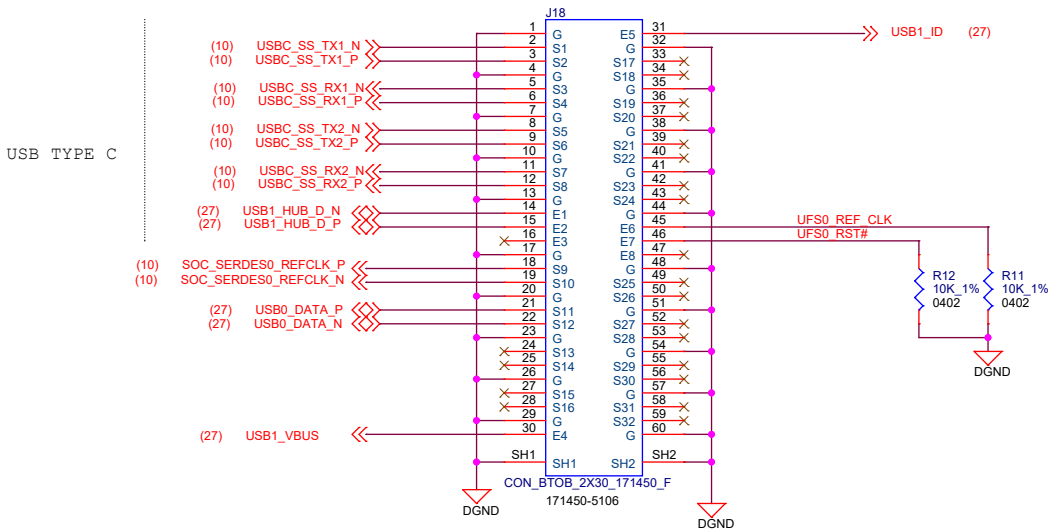 J18
1 G E5 31 USB1_ID (27)
2 S1 G 32
(10) USBC_SS_TX1_N
3 S2 S17 33
(10) USBC_SS_TX1_P
4 G S18 34
5 S3 G 35
(10) USBC_SS_RX1_N
6 S4 S19 36
(10) USBC_SS_RX1_P
7 G S20 37
8 S5 G 38
(10) USBC_SS_TX2_N
9 S6 S21 39
(10) USBC_SS_TX2_P
USB TYPE C
10 G S22 40
11 S7 G 41
(10) USBC_SS_RX2_N
12 S8 S23 42
(10) USBC_SS_RX2_P
13 G S24 43
14 E1 G 44
(27) USB1_HUB_D_N
15 E2 E6 45 UFS0_REF_CLK
(27) USB1_HUB_D_P
16 E3 E7 46 UFS0_RST#
17 G E8 47
18 S9 G 48
(10) SOC_SERDES0_REFCLK_P
19 S10 S25 49
(10) SOC_SERDES0_REFCLK_N
20 G S26 50
R12
10K_1%
0402
R11
10K_1%
0402
21 S11 G 51
(27) USB0_DATA_P
22 S12 S27 52
(27) USB0_DATA_N
23 G S28 53
24 S13 G 54
25 S14 S29 55
26 G S30 56
DGND
27 S15 G 57
28 S16 S31 58
29 G S32 59
30 E4 G 60
(27) USB1_VBUS
SH1 SH1 SH2 SH2
CON_BTOB_2X30_171450_F
171450-5106
DGND
DGND